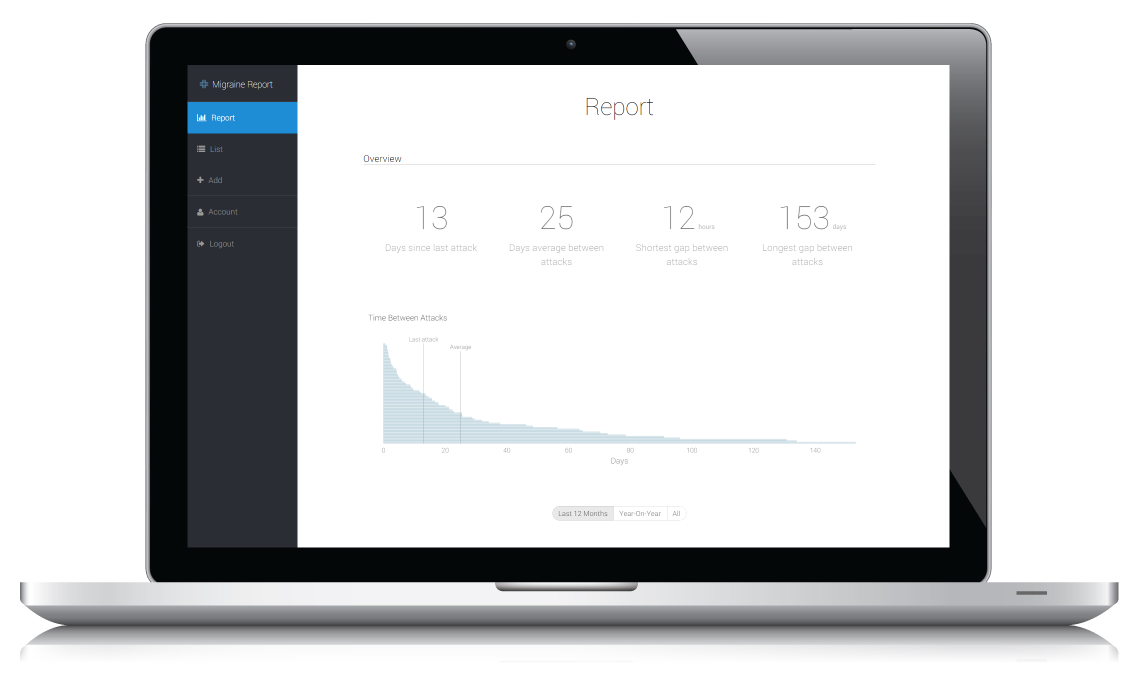 Migraine Report
Report
List
Add
Account
Logout
Report
Overview
13
Days since last attack
25
Days average between
attacks
12 hours
Shortest gap between
attacks
153 days
Longest gap between
attacks
Time Between Attacks
Last attack
Average
0 20 40 60 80 100 120 140
Days
Last 12 Months Year-On-Year All